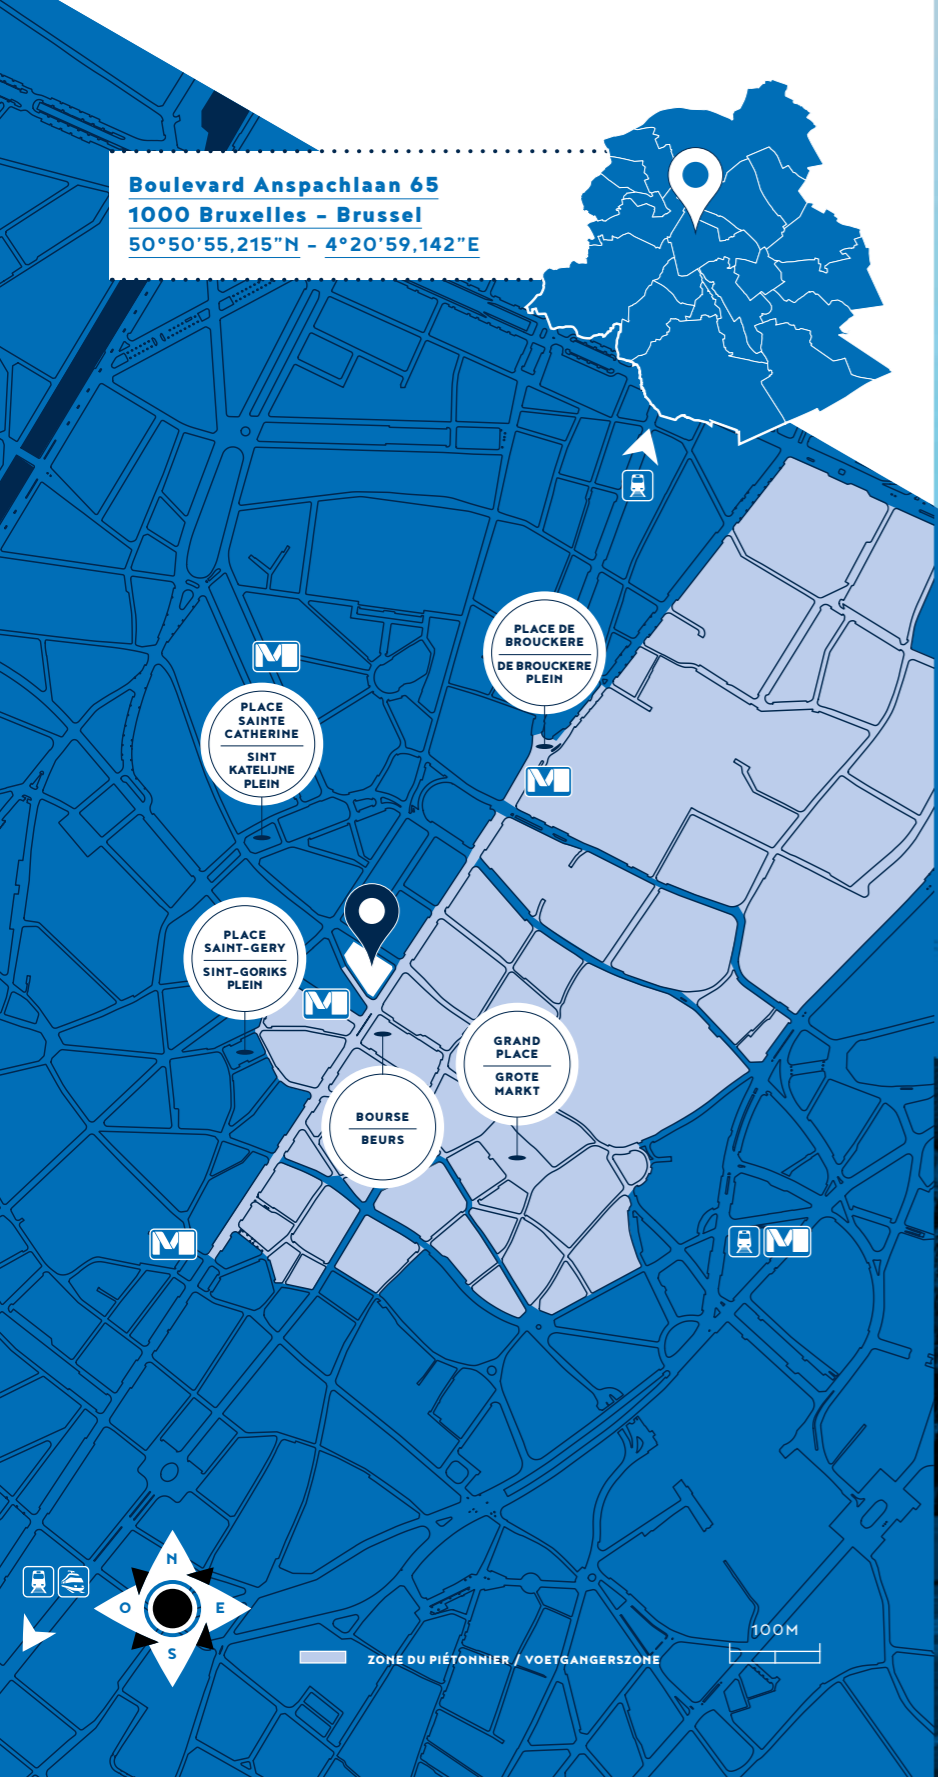 Boulevard Anspachlaan 65
1000 Bruxelles – Brussel
50°50'55,215"N – 4°20'59,142"E
PLACE DE
BROUCKERE
DE BROUCKERE
PLEIN
M
PLACE
SAINTE
CATHERINE
SINT
KATELIJNE
PLEIN
M
PLACE
SAINT-GERY
SINT-GORIKS
PLEIN
M
GRAND
PLACE
GROTE
MARKT
BOURSE
BEURS
M
M
N
O
E
S
100M
ZONE DU PIÉTONNIER / VOETGANGERSZONE